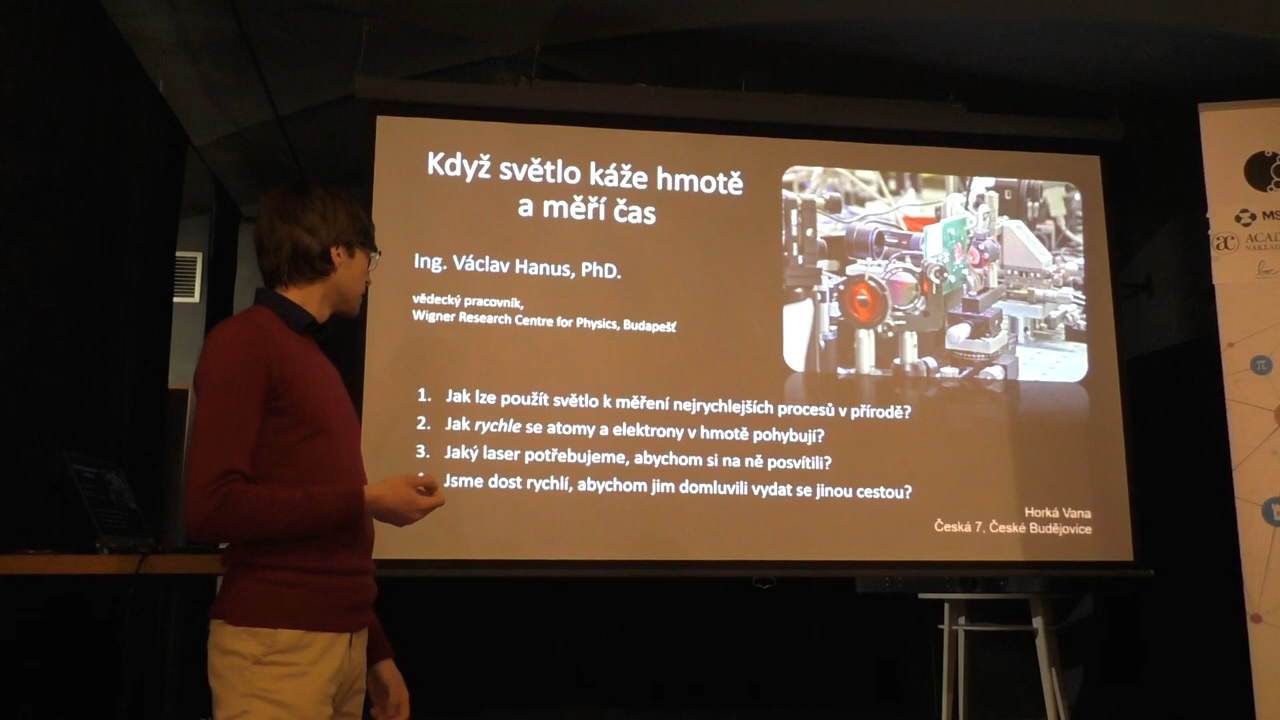 Když světlo káže hmotě
a měří čas
Ing. Václav Hanus, PhD.
vědecký pracovník,
Wigner Research Centre for Physics, Budapešť
1. Jak lze použít světlo k měření nejrychlejších procesů v přírodě?
2. Jak rychle se atomy a elektrony v hmotě pohybují?
3. Jaký laser potřebujeme, abychom si na ně posvítili?
Jsme dost rychlí, abychom jim domluvili vydat se jinou cestou?
Horká Vana
Česká 7, České Budějovice
π